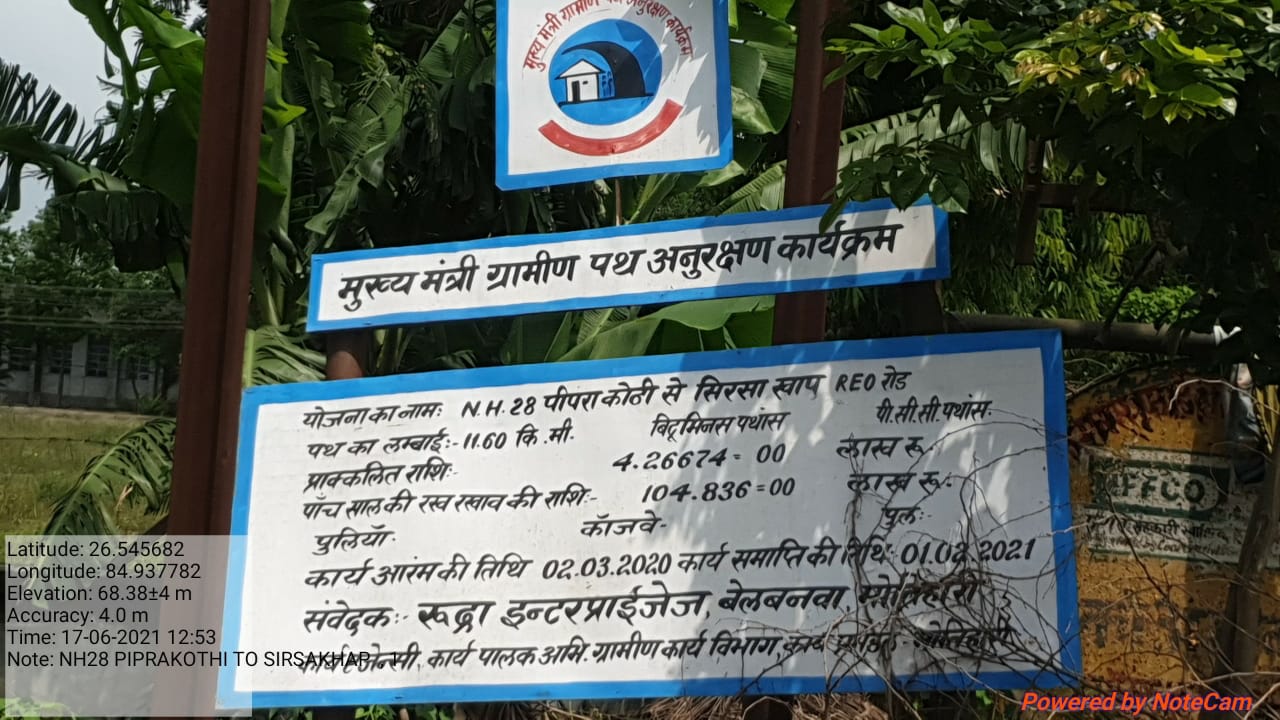 मुख्य मंत्री ग्रामीण पथ अनुरक्षण कार्यक्रम
मुख्य मंत्री ग्रामीण पथ अनुरक्षण कार्यक्रम
योजना का नामः N.H. 28 पीपरा कोठी से सिरसा खाप REO रोड
पथ का लम्बाईः- 11.60 कि.मी. विटूमिनस पथांस पी.सी.सी. पथांस.
प्राक्कलित राशिः- 4.26674= 00 लाख रू.
पाँच साल की रख रखाव की राशिः- 104.836=00 लाख रू.
पुलियाँ- कॉजवे- पुलः-
कार्य आरंम की तिथि 02.03.2020 कार्य समाप्ति की तिथिः 01.02.2021
संवेदकः- रूद्रा इन्टरप्राईजेज, बेलबनवा, मोतिहारी
एजेन्सी, कार्य पालक अभि. ग्रामीण कार्य विभाग, कार्य मोतिहारी
IFFCO
Latitude: 26.545682
Longitude: 84.937782
Elevation: 68.38±4 m
Accuracy: 4.0 m
Time: 17-06-2021 12:53
Note: NH28 PIPRAKOTHI TO SIRSAKHAP
Powered by NoteCam